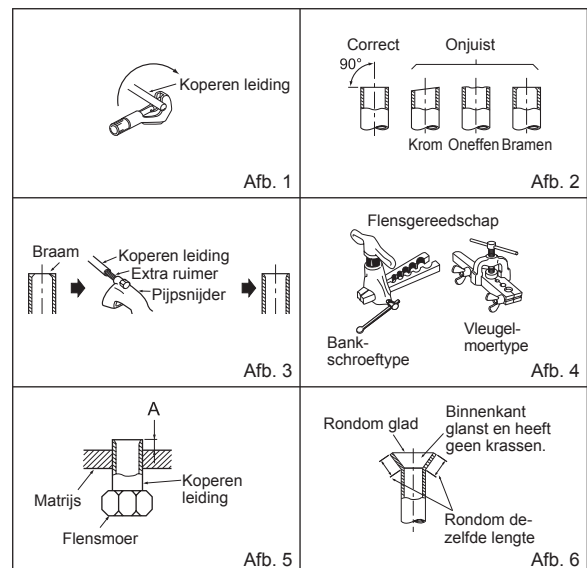 Koperen leiding
Afb. 1
Correct
Onjuist
90°
Krom Oneffen Bramen
Afb. 2
Braam
Koperen leiding
Extra ruimer
Pijpsnijder
Afb. 3
Flensgereedschap
Bank-
schroeftype
Vleugel-
moertype
Afb. 4
A
Koperen
leiding
Matrijs
Flensmoer
Afb. 5
Rondom glad
Binnenkant
glanst en heeft
geen krassen.
Rondom de-
zelfde lengte
Afb. 6